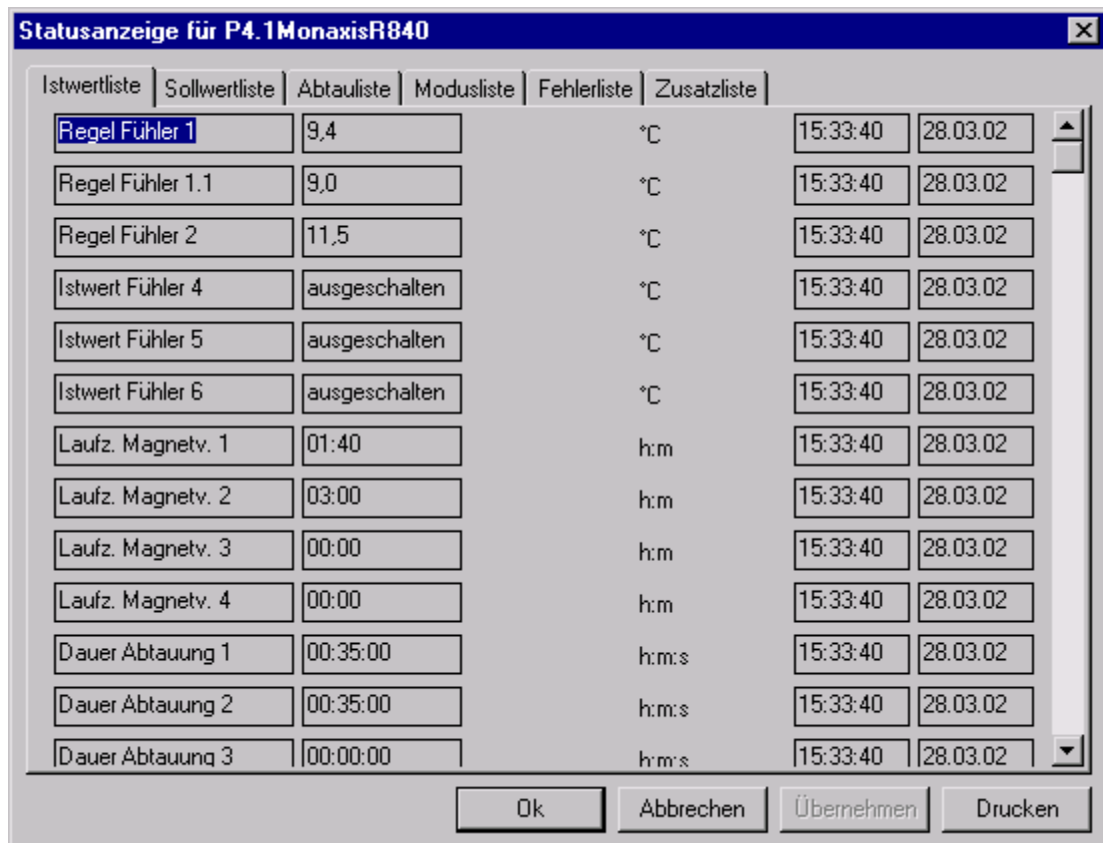 Statusanzeige für P4.1MonaxisR840
Istwertliste Sollwertliste Abtauliste Modusliste Fehlerliste Zusatzliste
Regel Fühler 1 9,4 °C 15:33:40 28.03.02
Regel Fühler 1.1 9,0 °C 15:33:40 28.03.02
Regel Fühler 2 11,5 °C 15:33:40 28.03.02
Istwert Fühler 4 ausgeschalten °C 15:33:40 28.03.02
Istwert Fühler 5 ausgeschalten °C 15:33:40 28.03.02
Istwert Fühler 6 ausgeschalten °C 15:33:40 28.03.02
Laufz. Magnetv. 1 01:40 h:m 15:33:40 28.03.02
Laufz. Magnetv. 2 03:00 h:m 15:33:40 28.03.02
Laufz. Magnetv. 3 00:00 h:m 15:33:40 28.03.02
Laufz. Magnetv. 4 00:00 h:m 15:33:40 28.03.02
Dauer Abtauung 1 00:35:00 h:m:s 15:33:40 28.03.02
Dauer Abtauung 2 00:35:00 h:m:s 15:33:40 28.03.02
Dauer Abtauung 3 00:00:00 h:m:s 15:33:40 28.03.02
Ok Abbrechen Übernehmen Drucken